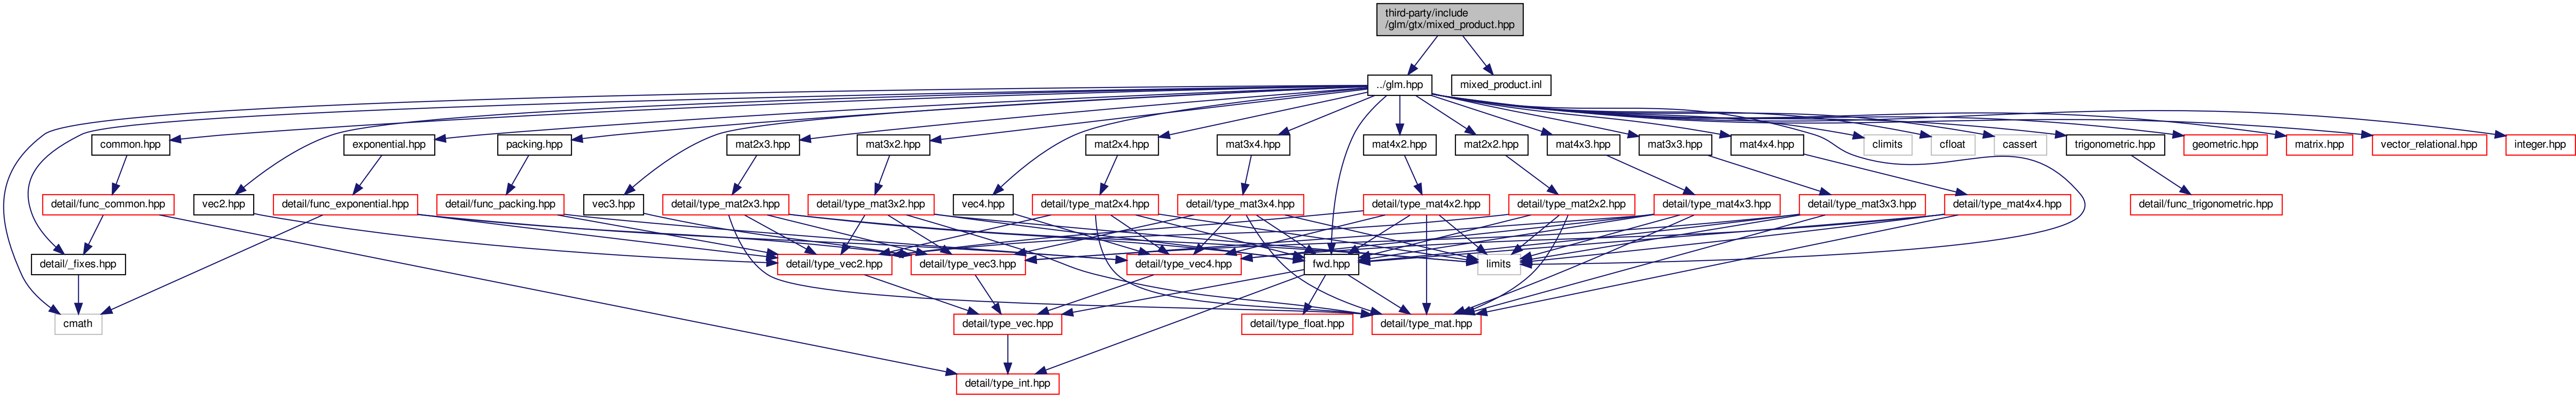 third-party/include
/glm/gtx/mixed_product.hpp
../glm.hpp
mixed_product.inl
common.hpp
exponential.hpp
packing.hpp
mat2x3.hpp
mat3x2.hpp
mat2x4.hpp
mat3x4.hpp
mat4x2.hpp
mat2x2.hpp
mat4x3.hpp
mat3x3.hpp
mat4x4.hpp
climits
cfloat
cassert
trigonometric.hpp
geometric.hpp
matrix.hpp
vector_relational.hpp
integer.hpp
detail/func_common.hpp
vec2.hpp
detail/func_exponential.hpp
detail/func_packing.hpp
vec3.hpp
detail/type_mat2x3.hpp
detail/type_mat3x2.hpp
vec4.hpp
detail/type_mat2x4.hpp
detail/type_mat3x4.hpp
detail/type_mat4x2.hpp
detail/type_mat2x2.hpp
detail/type_mat4x3.hpp
detail/type_mat3x3.hpp
detail/type_mat4x4.hpp
detail/func_trigonometric.hpp
detail/_fixes.hpp
detail/type_vec2.hpp
detail/type_vec3.hpp
detail/type_vec4.hpp
fwd.hpp
limits
cmath
detail/type_vec.hpp
detail/type_float.hpp
detail/type_mat.hpp
detail/type_int.hpp